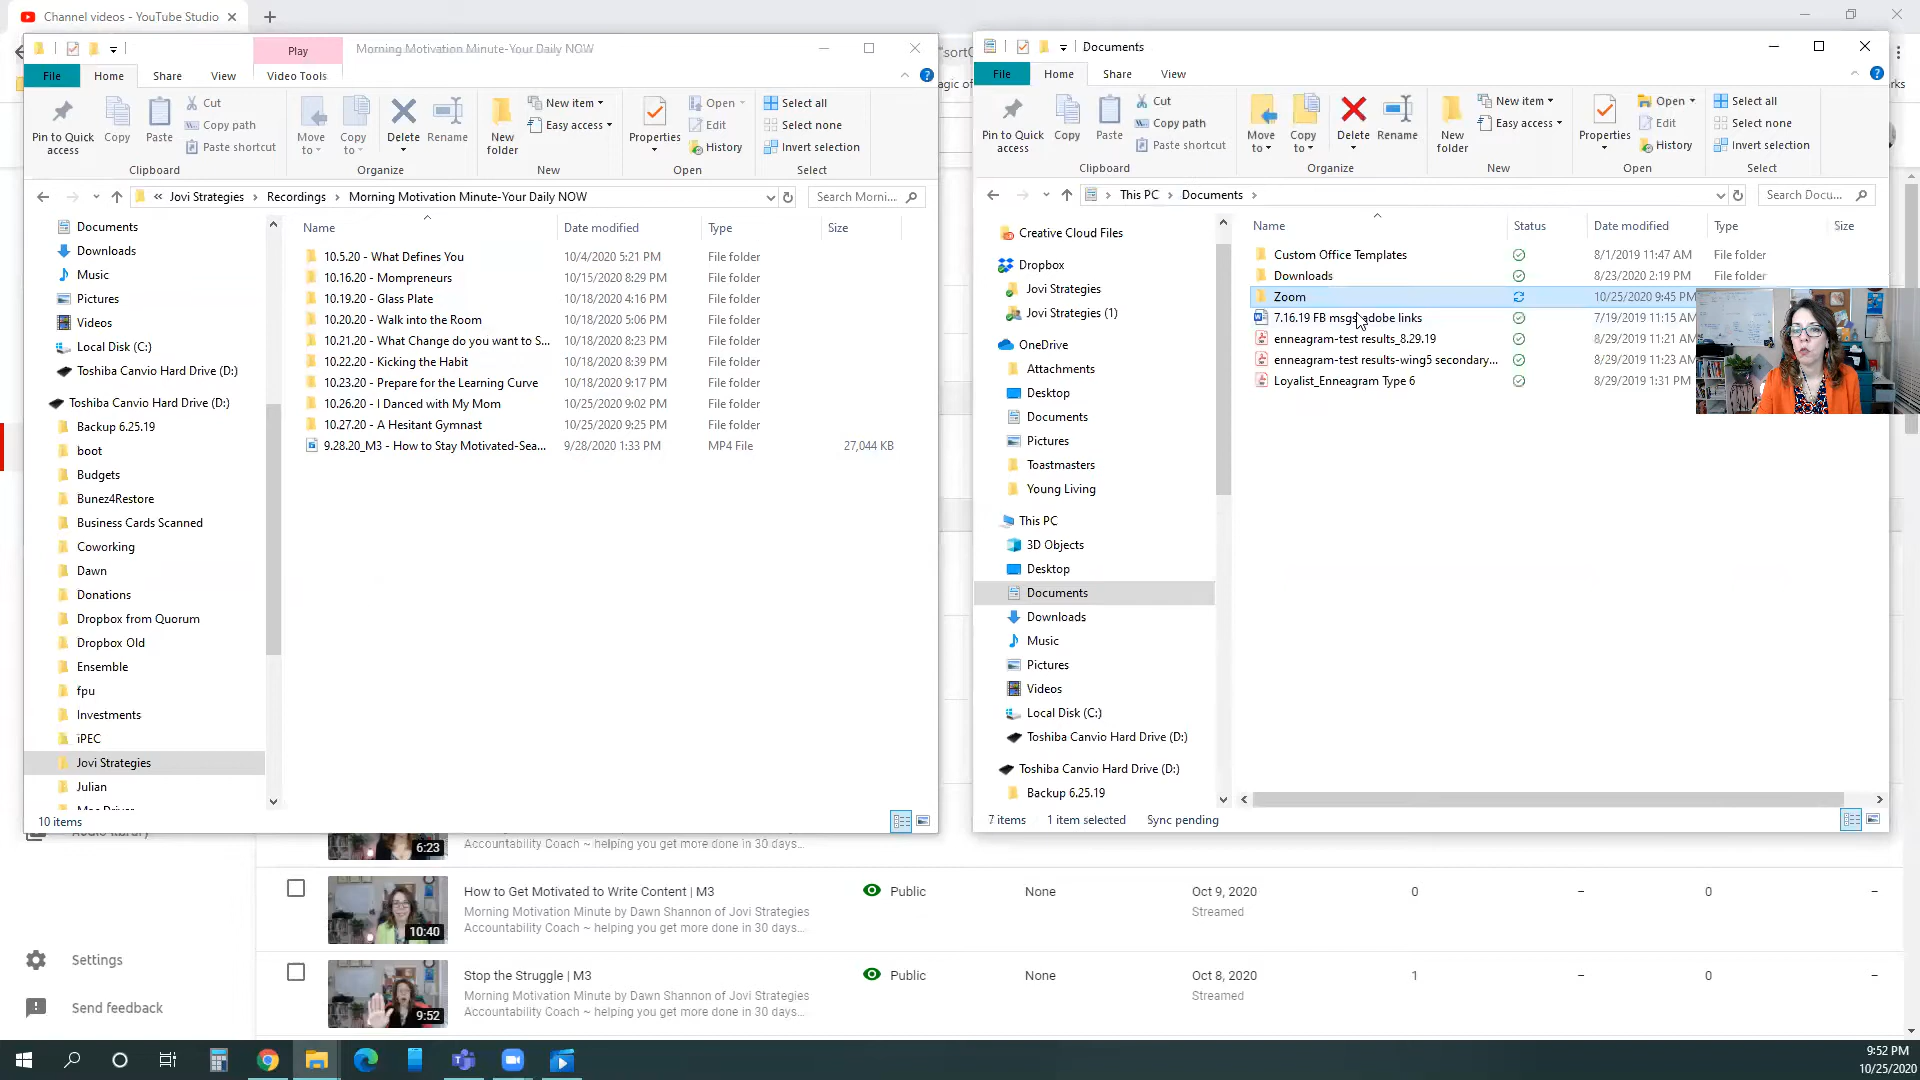 Channel videos - YouTube Studio
Play
Morning Motivation Minute-Your Daily NOW
File
Home
Share
View
Video Tools
Pin to Quick access
Copy
Paste
Cut
Copy path
Paste shortcut
Clipboard
Move to
Copy to
Delete
Rename
Organize
New folder
New item
Easy access
New
Properties
Open
Edit
History
Open
Select all
Select none
Invert selection
Select
« Jovi Strategies > Recordings > Morning Motivation Minute-Your Daily NOW
Search Morni...
Documents
Downloads
Music
Pictures
Videos
Local Disk (C:)
Toshiba Canvio Hard Drive (D:)
Toshiba Canvio Hard Drive (D:)
Backup 6.25.19
boot
Budgets
Bunez4Restore
Business Cards Scanned
Coworking
Dawn
Donations
Dropbox from Quorum
Dropbox Old
Ensemble
fpu
Investments
iPEC
Jovi Strategies
Julian
Name Date modified Type Size
10.5.20 - What Defines You 10/4/2020 5:21 PM File folder
10.16.20 - Mompreneurs 10/15/2020 8:29 PM File folder
10.19.20 - Glass Plate 10/18/2020 4:16 PM File folder
10.20.20 - Walk into the Room 10/18/2020 5:06 PM File folder
10.21.20 - What Change do you want to S... 10/18/2020 8:23 PM File folder
10.22.20 - Kicking the Habit 10/18/2020 8:39 PM File folder
10.23.20 - Prepare for the Learning Curve 10/18/2020 9:17 PM File folder
10.26.20 - I Danced with My Mom 10/25/2020 9:02 PM File folder
10.27.20 - A Hesitant Gymnast 10/25/2020 9:25 PM File folder
9.28.20_M3 - How to Stay Motivated-Sea... 9/28/2020 1:33 PM MP4 File 27,044 KB
10 items
Documents
File
Home
Share
View
Pin to Quick access
Copy
Paste
Cut
Copy path
Paste shortcut
Clipboard
Move to
Copy to
Delete
Rename
Organize
New folder
New item
Easy access
New
Properties
Open
Edit
History
Open
Select all
Select none
Invert selection
Select
This PC > Documents >
Search Docu...
Creative Cloud Files
Dropbox
Jovi Strategies
Jovi Strategies (1)
OneDrive
Attachments
Desktop
Documents
Pictures
Toastmasters
Young Living
This PC
3D Objects
Desktop
Documents
Downloads
Music
Pictures
Videos
Local Disk (C:)
Toshiba Canvio Hard Drive (D:)
Toshiba Canvio Hard Drive (D:)
Backup 6.25.19
Name Status Date modified Type Size
Custom Office Templates 8/1/2019 11:47 AM File folder
Downloads 8/23/2020 2:19 PM File folder
Zoom 10/25/2020 9:45 PM
7.16.19 FB msgs adobe links 7/19/2019 11:15 AM
enneagram-test results_8.29.19 8/29/2019 11:21 AM
enneagram-test results-wing5 secondary... 8/29/2019 11:23 AM
Loyalist_Enneagram Type 6 8/29/2019 1:31 PM
7 items 1 item selected Sync pending
6:23
Accountability Coach ~ helping you get more done in 30 days...
How to Get Motivated to Write Content | M3 Public None Oct 9, 2020 0 – 0 –
Morning Motivation Minute by Dawn Shannon of Jovi Strategies Streamed
Accountability Coach ~ helping you get more done in 30 days...
10:40
Stop the Struggle | M3 Public None Oct 8, 2020 1 – 0 –
Morning Motivation Minute by Dawn Shannon of Jovi Strategies Streamed
Accountability Coach ~ helping you get more done in 30 days...
9:52
Settings
Send feedback
9:52 PM
10/25/2020